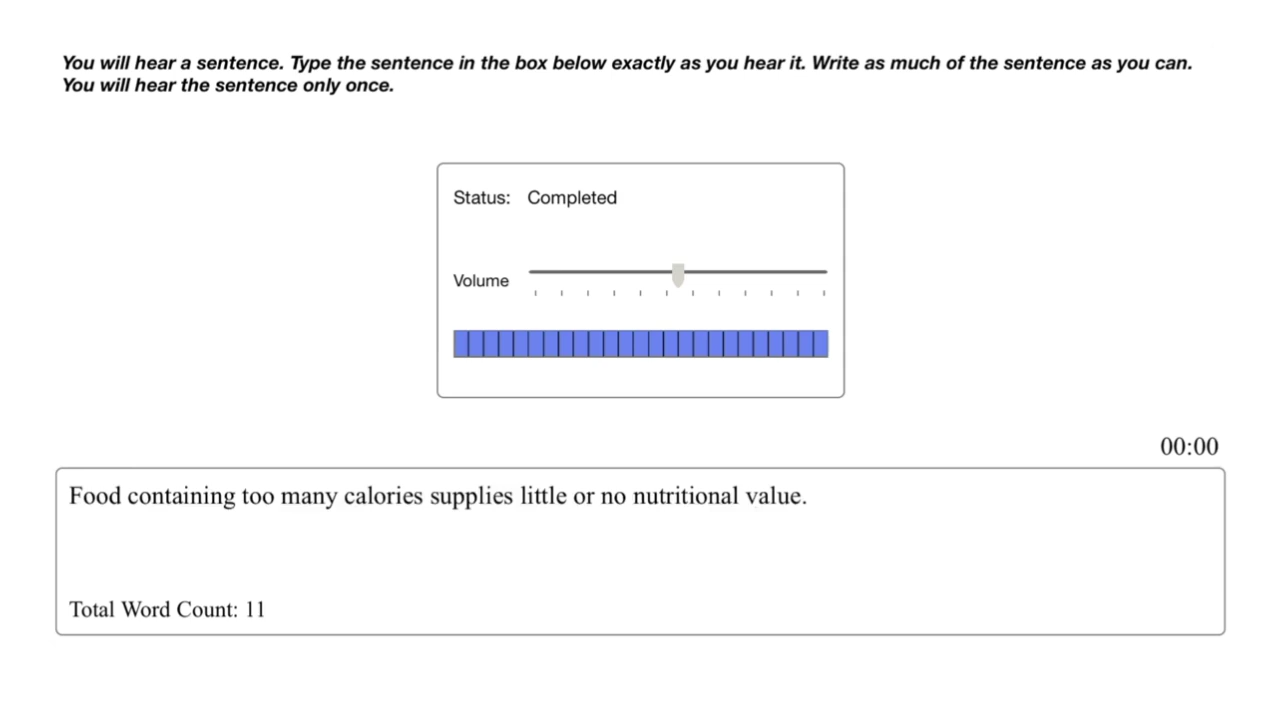 You will hear a sentence. Type the sentence in the box below exactly as you hear it. Write as much of the sentence as you can.
You will hear the sentence only once.
Status: Completed
Volume
00:00
Food containing too many calories supplies little or no nutritional value.
Total Word Count: 11